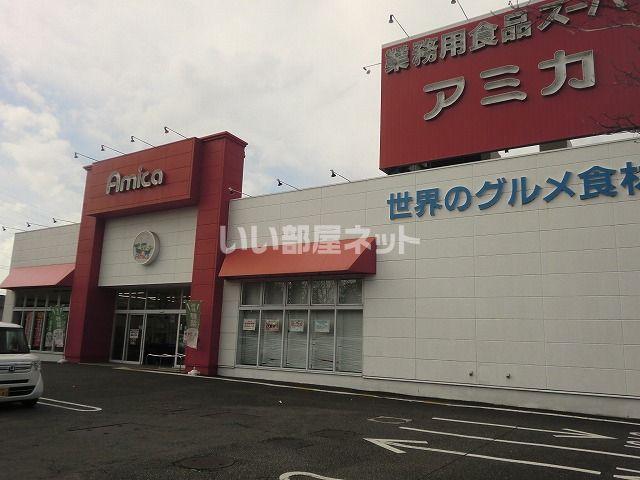 業務用食品スーパー
アミカ
Amica
世界のグルメ食材
いい部屋ネット